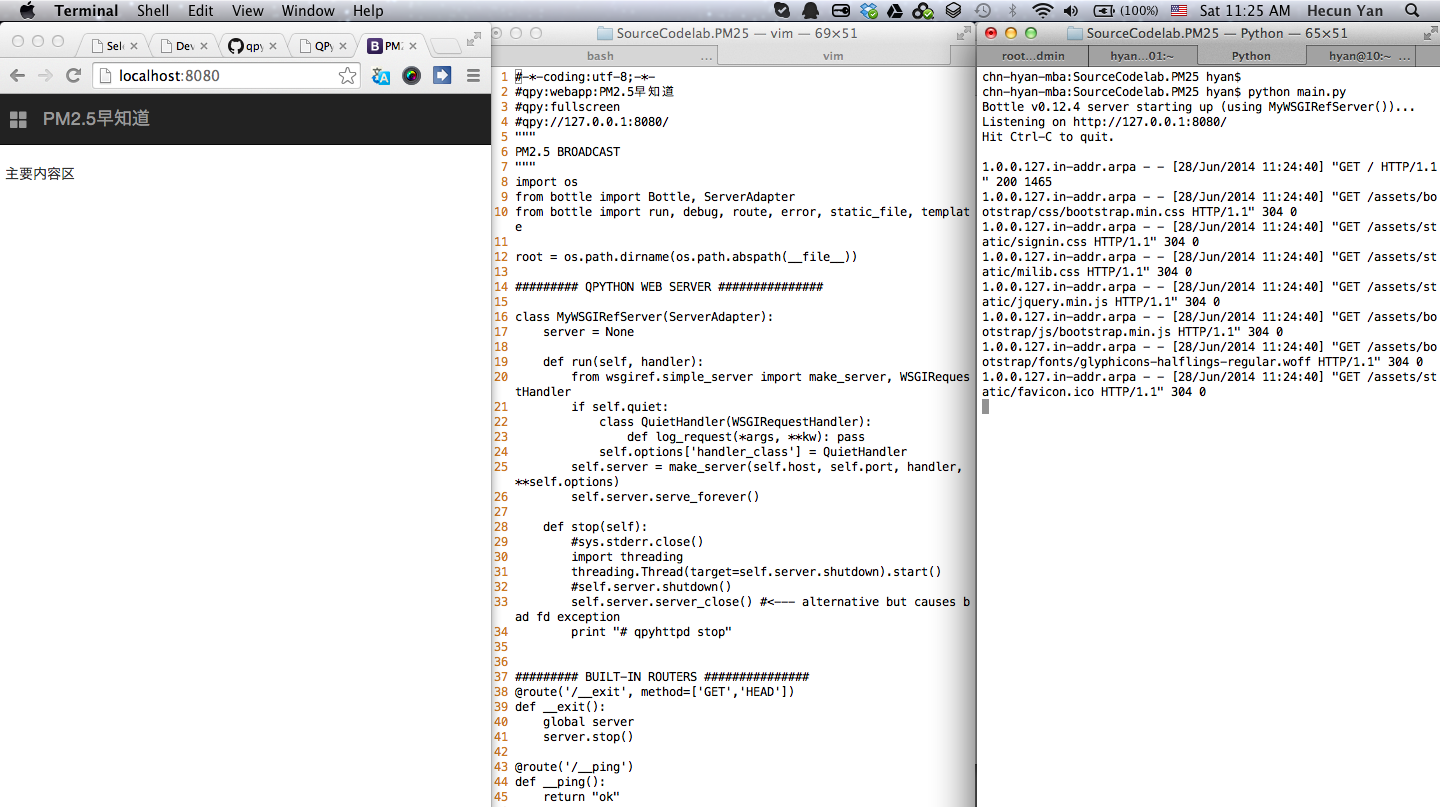 Terminal Shell Edit View Window Help (100%) Sat 11:25 AM Hecun Yan
Sele
Dev
qpy
QPy
PM2
localhost:8080
PM2.5早知道
主要内容区
SourceCodelab.PM25 — vim — 69×51
bash ... vim
1 #-*-coding:utf-8;-*-
2 #qpy:webapp:PM2.5早知道
3 #qpy:fullscreen
4 #qpy://127.0.0.1:8080/
5 """
6 PM2.5 BROADCAST
7 """
8 import os
9 from bottle import Bottle, ServerAdapter
10 from bottle import run, debug, route, error, static_file, templat
e
11
12 root = os.path.dirname(os.path.abspath(__file__))
13
14 ######### QPYTHON WEB SERVER ###############
15
16 class MyWSGIRefServer(ServerAdapter):
17 server = None
18
19 def run(self, handler):
20 from wsgiref.simple_server import make_server, WSGIReques
tHandler
21 if self.quiet:
22 class QuietHandler(WSGIRequestHandler):
23 def log_request(*args, **kw): pass
24 self.options['handler_class'] = QuietHandler
25 self.server = make_server(self.host, self.port, handler,
**self.options)
26 self.server.serve_forever()
27
28 def stop(self):
29 #sys.stderr.close()
30 import threading
31 threading.Thread(target=self.server.shutdown).start()
32 #self.server.shutdown()
33 self.server.server_close() #<--- alternative but causes b
ad fd exception
34 print "# qpyhttpd stop"
35
36
37 ######### BUILT-IN ROUTERS ###############
38 @route('/__exit', method=['GET','HEAD'])
39 def __exit():
40 global server
41 server.stop()
42
43 @route('/__ping')
44 def __ping():
45 return "ok"
SourceCodelab.PM25 — Python — 65×51
root...dmin hyan...01:~ Python hyan@10:~ ...
chn-hyan-mba:SourceCodelab.PM25 hyan$
chn-hyan-mba:SourceCodelab.PM25 hyan$ python main.py
Bottle v0.12.4 server starting up (using MyWSGIRefServer())...
Listening on http://127.0.0.1:8080/
Hit Ctrl-C to quit.
1.0.0.127.in-addr.arpa - - [28/Jun/2014 11:24:40] "GET / HTTP/1.1
" 200 1465
1.0.0.127.in-addr.arpa - - [28/Jun/2014 11:24:40] "GET /assets/bo
otstrap/css/bootstrap.min.css HTTP/1.1" 304 0
1.0.0.127.in-addr.arpa - - [28/Jun/2014 11:24:40] "GET /assets/st
atic/signin.css HTTP/1.1" 304 0
1.0.0.127.in-addr.arpa - - [28/Jun/2014 11:24:40] "GET /assets/st
atic/milib.css HTTP/1.1" 304 0
1.0.0.127.in-addr.arpa - - [28/Jun/2014 11:24:40] "GET /assets/st
atic/jquery.min.js HTTP/1.1" 304 0
1.0.0.127.in-addr.arpa - - [28/Jun/2014 11:24:40] "GET /assets/bo
otstrap/js/bootstrap.min.js HTTP/1.1" 304 0
1.0.0.127.in-addr.arpa - - [28/Jun/2014 11:24:40] "GET /assets/bo
otstrap/fonts/glyphicons-halflings-regular.woff HTTP/1.1" 304 0
1.0.0.127.in-addr.arpa - - [28/Jun/2014 11:24:40] "GET /assets/st
atic/favicon.ico HTTP/1.1" 304 0